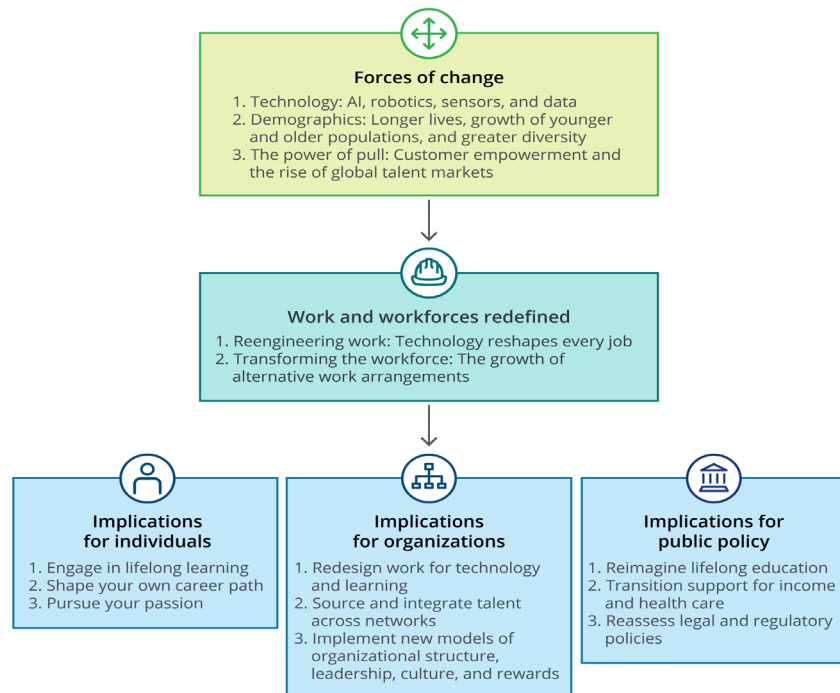 Forces of change
1. Technology: AI, robotics, sensors, and data
2. Demographics: Longer lives, growth of younger
and older populations, and greater diversity
3. The power of pull: Customer empowerment and
the rise of global talent markets
Work and workforces redefined
1. Reengineering work: Technology reshapes every job
2. Transforming the workforce: The growth of
alternative work arrangements
Implications
for individuals
1. Engage in lifelong learning
2. Shape your own career path
3. Pursue your passion
Implications
for organizations
1. Redesign work for technology
and learning
2. Source and integrate talent
across networks
3. Implement new models of
organizational structure,
leadership, culture, and rewards
Implications for
public policy
1. Reimagine lifelong education
2. Transition support for income
and health care
3. Reassess legal and regulatory
policies